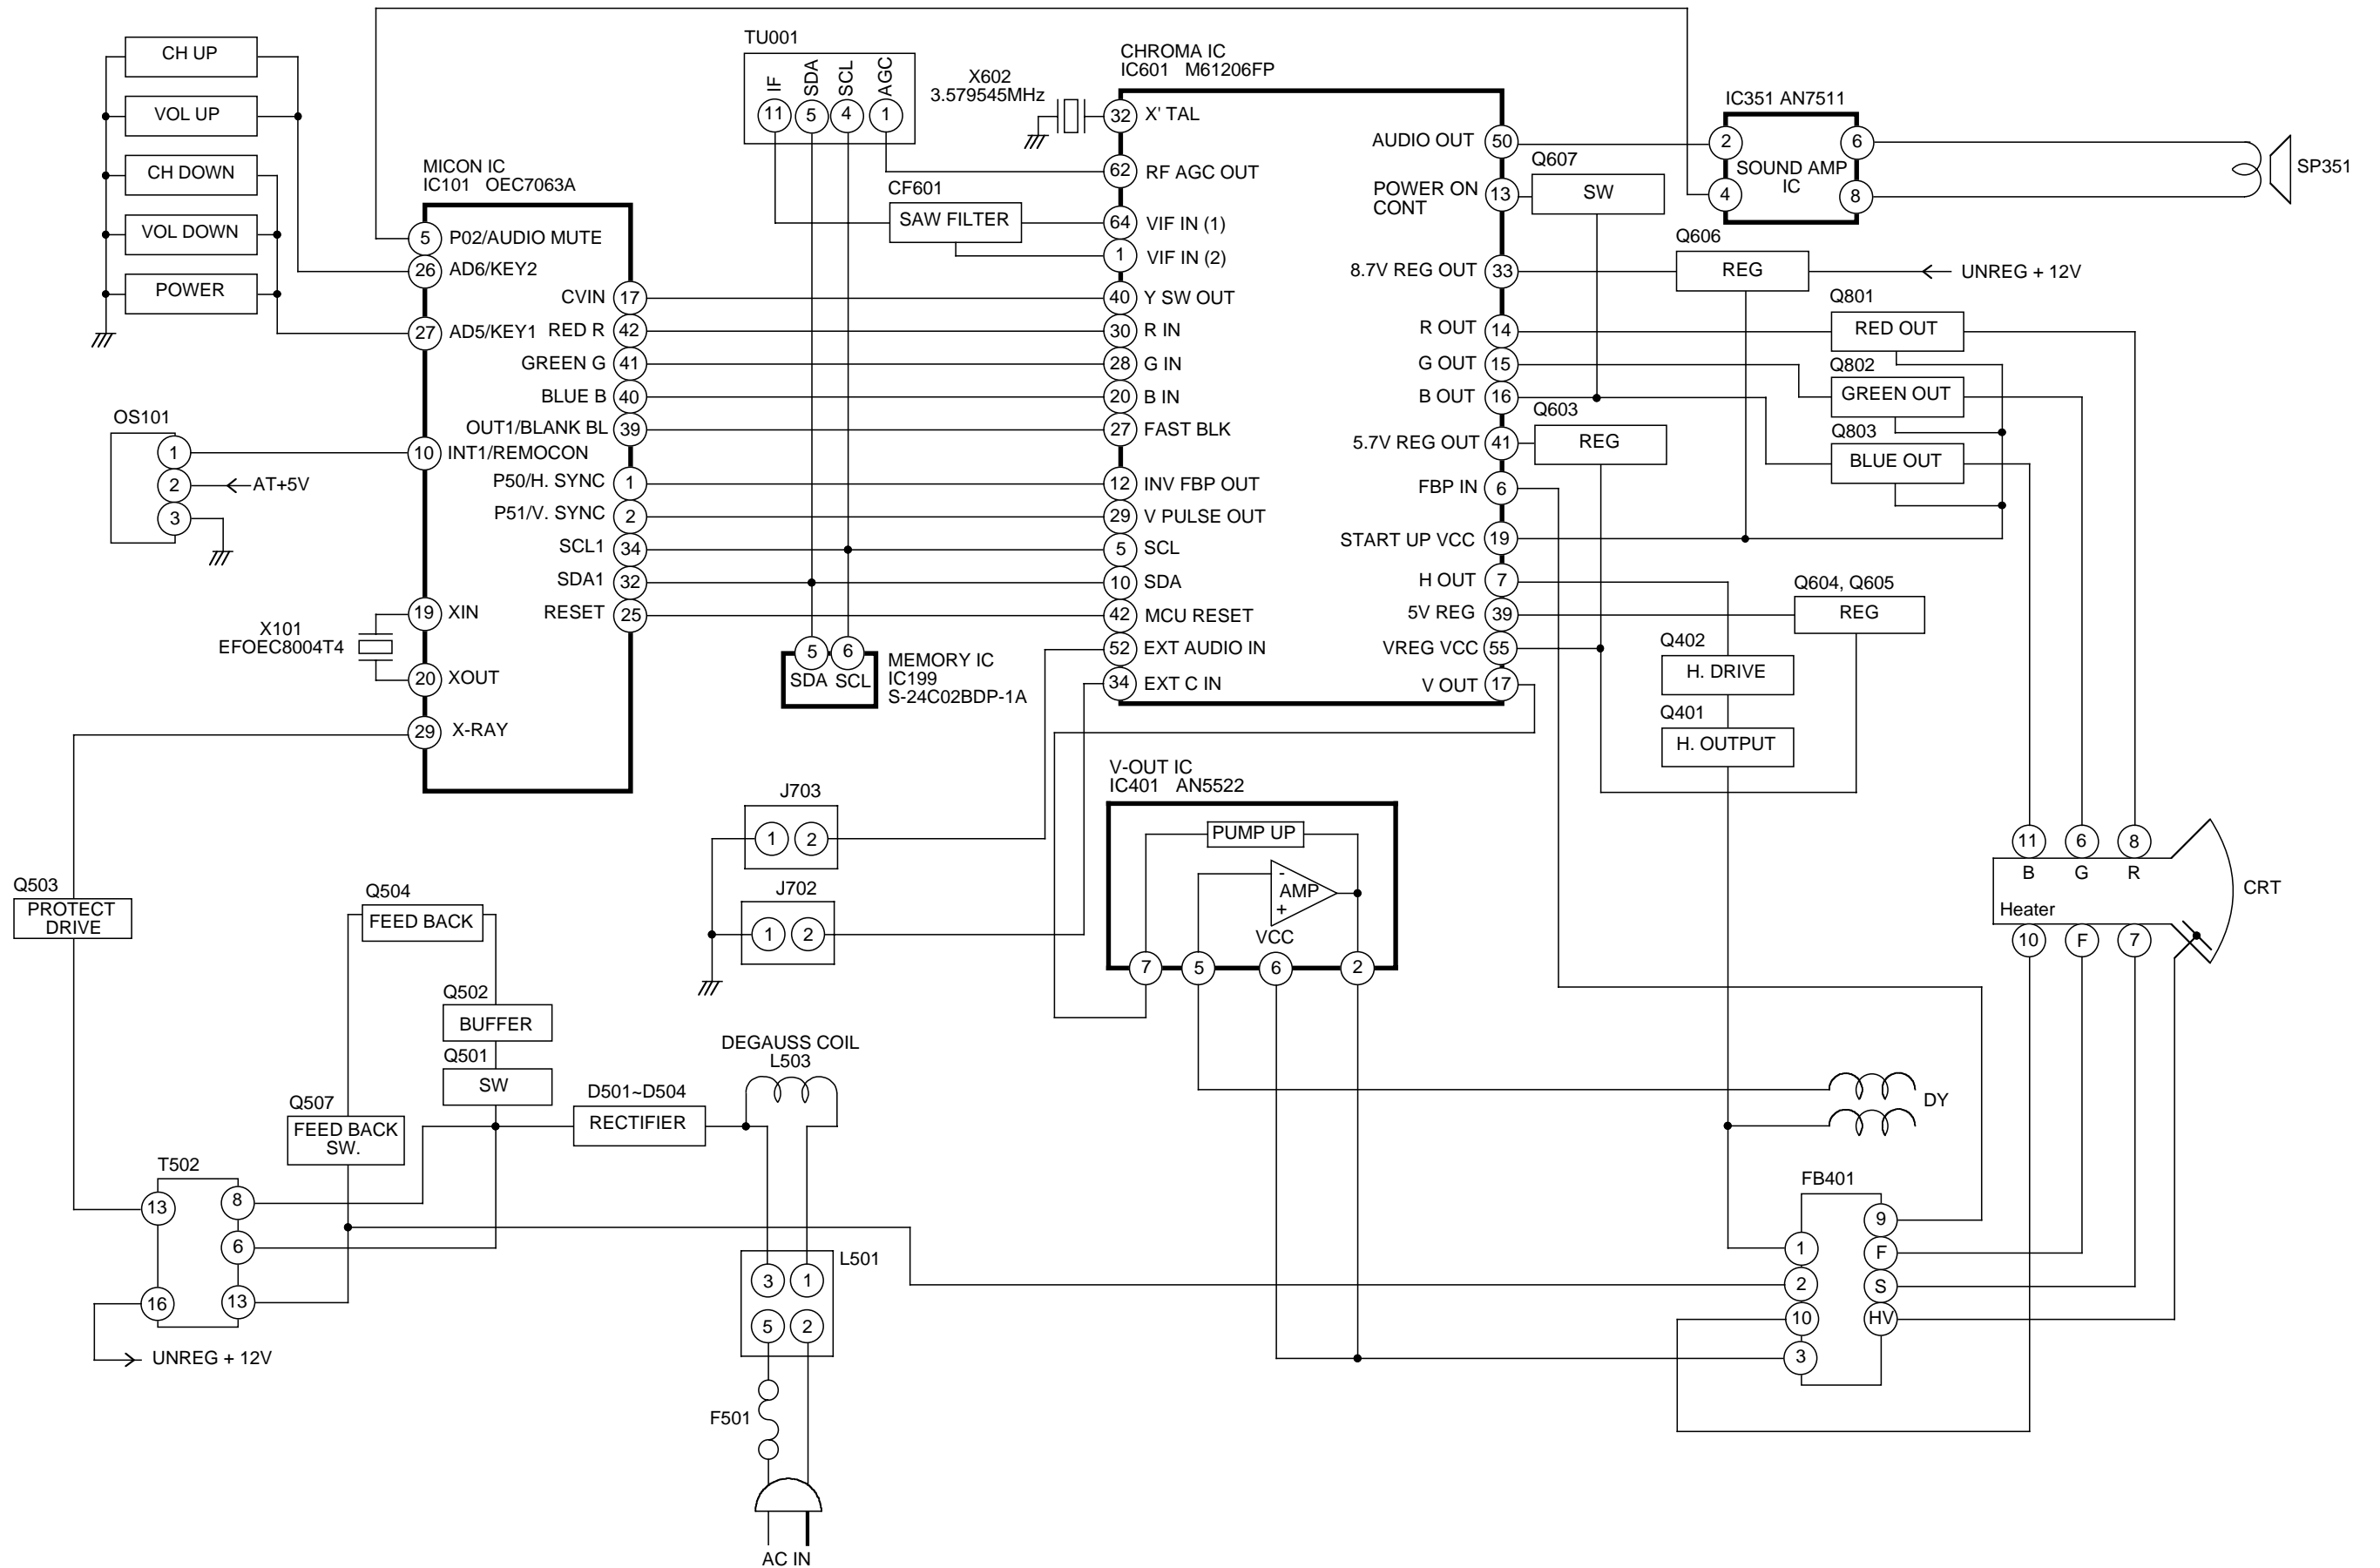 CH UP
VOL UP
CH DOWN
VOL DOWN
POWER
OS101
1
2
3
AT+5V
X101
EFOEC8004T4
MICON IC
IC101 OEC7063A
5 P02/AUDIO MUTE
26 AD6/KEY2
27 AD5/KEY1
10 INT1/REMOCON
19 XIN
20 XOUT
29 X-RAY
CVIN 17
RED R 42
GREEN G 41
BLUE B 40
OUT1/BLANK BL 39
P50/H. SYNC 1
P51/V. SYNC 2
SCL1 34
SDA1 32
RESET 25
TU001
IF
SDA
SCL
AGC
11 5 4 1
X602
3.579545MHz
CF601
SAW FILTER
5 6
SDA SCL
MEMORY IC
IC199
S-24C02BDP-1A
CHROMA IC
IC601 M61206FP
32 X' TAL
62 RF AGC OUT
64 VIF IN (1)
1 VIF IN (2)
40 Y SW OUT
30 R IN
28 G IN
20 B IN
27 FAST BLK
12 INV FBP OUT
29 V PULSE OUT
5 SCL
10 SDA
42 MCU RESET
52 EXT AUDIO IN
34 EXT C IN
AUDIO OUT 50
POWER ON
CONT
13
8.7V REG OUT 33
R OUT 14
G OUT 15
B OUT 16
5.7V REG OUT 41
FBP IN 6
START UP VCC 19
H OUT 7
5V REG 39
VREG VCC 55
V OUT 17
Q607
SW
IC351 AN7511
2 6
SOUND AMP
IC
4 8
SP351
Q606
REG
UNREG + 12V
Q801
RED OUT
Q802
GREEN OUT
Q803
BLUE OUT
Q603
REG
Q604, Q605
REG
Q402
H. DRIVE
Q401
H. OUTPUT
J703
1 2
J702
1 2
V-OUT IC
IC401 AN5522
PUMP UP
-
AMP
+
VCC
7 5 6 2
11 6 8
B G R
Heater
10 F 7
CRT
Q503
PROTECT
DRIVE
Q504
FEED BACK
Q502
BUFFER
Q501
SW
Q507
FEED BACK
SW.
D501~D504
RECTIFIER
DEGAUSS COIL
L503
DY
T502
13 8
6
16 13
UNREG + 12V
L501
3 1
5 2
F501
AC IN
FB401
1
2
10
3
9
F
S
HV